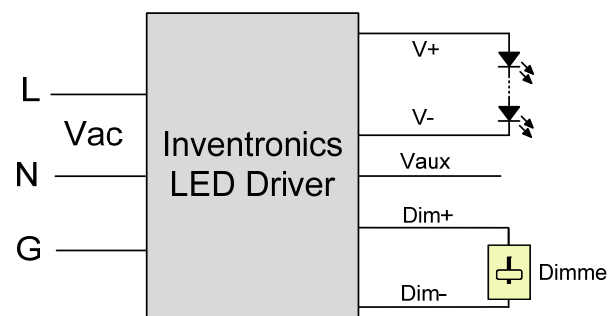 L
Vac
N
G
Inventronics
LED Driver
V+
V-
Vaux
Dim+
Dim-
Dimme